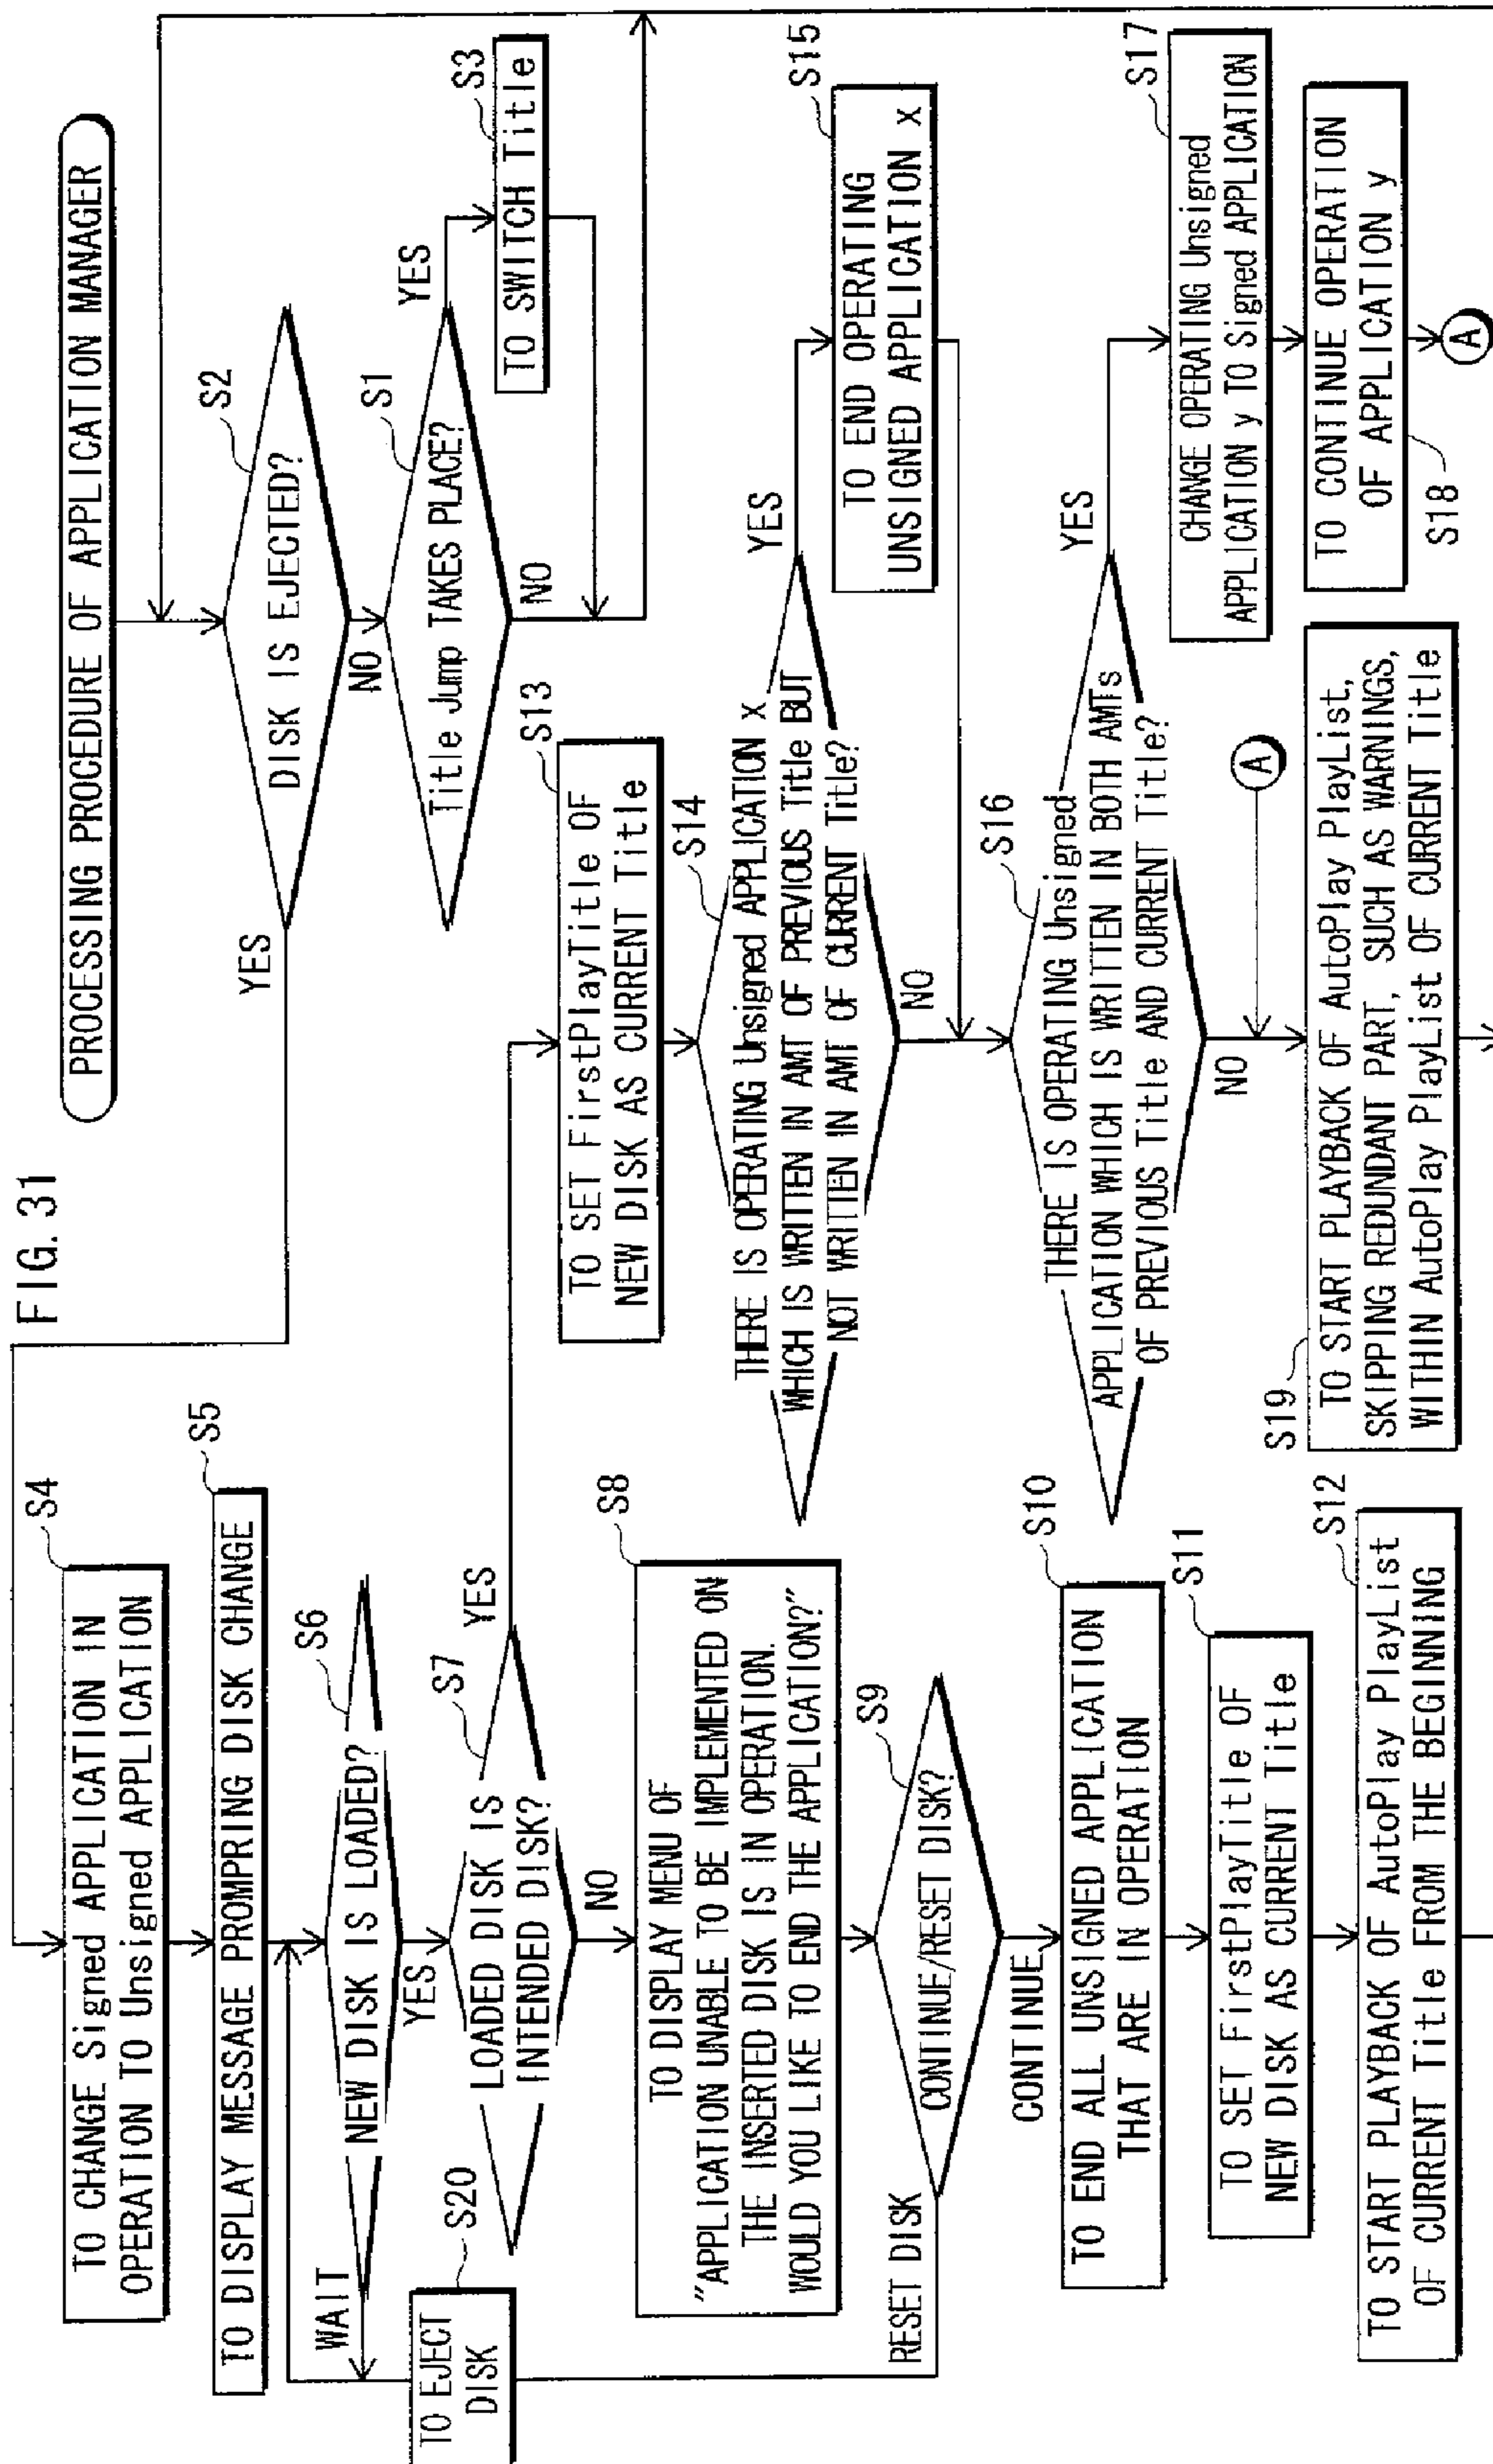 FIG. 31
PROCESSING PROCEDURE OF APPLICATION MANAGER
S2
DISK IS EJECTED?
YES
NO
S1
Title Jump TAKES PLACE?
YES
NO
S3
TO SWITCH Title
S4
TO CHANGE Signed APPLICATION IN
OPERATION TO Unsigned APPLICATION
S5
TO DISPLAY MESSAGE PROMPRING DISK CHANGE
S6
NEW DISK IS LOADED?
WAIT
YES
S7
LOADED DISK IS
INTENDED DISK?
YES
NO
S20
TO EJECT
DISK
S8
TO DISPLAY MENU OF
"APPLICATION UNABLE TO BE IMPLEMENTED ON
THE INSERTED DISK IS IN OPERATION.
WOULD YOU LIKE TO END THE APPLICATION?"
S9
CONTINUE/RESET DISK?
RESET DISK
CONTINUE
S10
TO END ALL UNSIGNED APPLICATION
THAT ARE IN OPERATION
S11
TO SET FirstPlayTitle OF
NEW DISK AS CURRENT Title
S12
TO START PLAYBACK OF AutoPlay PlayList
OF CURRENT Title FROM THE BEGINNING
S13
TO SET FirstPlayTitle OF
NEW DISK AS CURRENT Title
S14
THERE IS OPERATING Unsigned APPLICATION x
WHICH IS WRITTEN IN AMT OF PREVIOUS Title BUT
NOT WRITTEN IN AMT OF CURRENT Title?
YES
NO
S15
TO END OPERATING
UNSIGNED APPLICATION x
S16
THERE IS OPERATING Unsigned
APPLICATION WHICH IS WRITTEN IN BOTH AMTs
OF PREVIOUS Title AND CURRENT Title?
YES
NO
S17
CHANGE OPERATING Unsigned
APPLICATION y TO Signed APPLICATION
TO CONTINUE OPERATION
OF APPLICATION y
S18
A
A
S19
TO START PLAYBACK OF AutoPlay PlayList,
SKIPPING REDUNDANT PART, SUCH AS WARNINGS,
WITHIN AutoPlay PlayList OF CURRENT Title